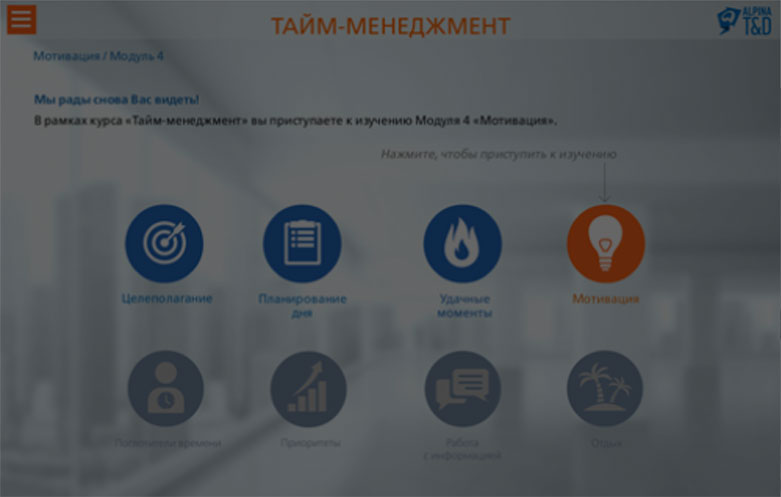 ТАЙМ-МЕНЕДЖМЕНТ
ALPINA
T&D
Мотивация / Модуль 4
Мы рады снова Вас видеть!
В рамках курса «Тайм-менеджмент» вы приступаете к изучению Модуля 4 «Мотивация».
Нажмите, чтобы приступить к изучению
Целеполагание
Планирование
дня
Удачные
моменты
Мотивация
Поглотители времени
Приоритеты
Работа
с информацией
Отдых